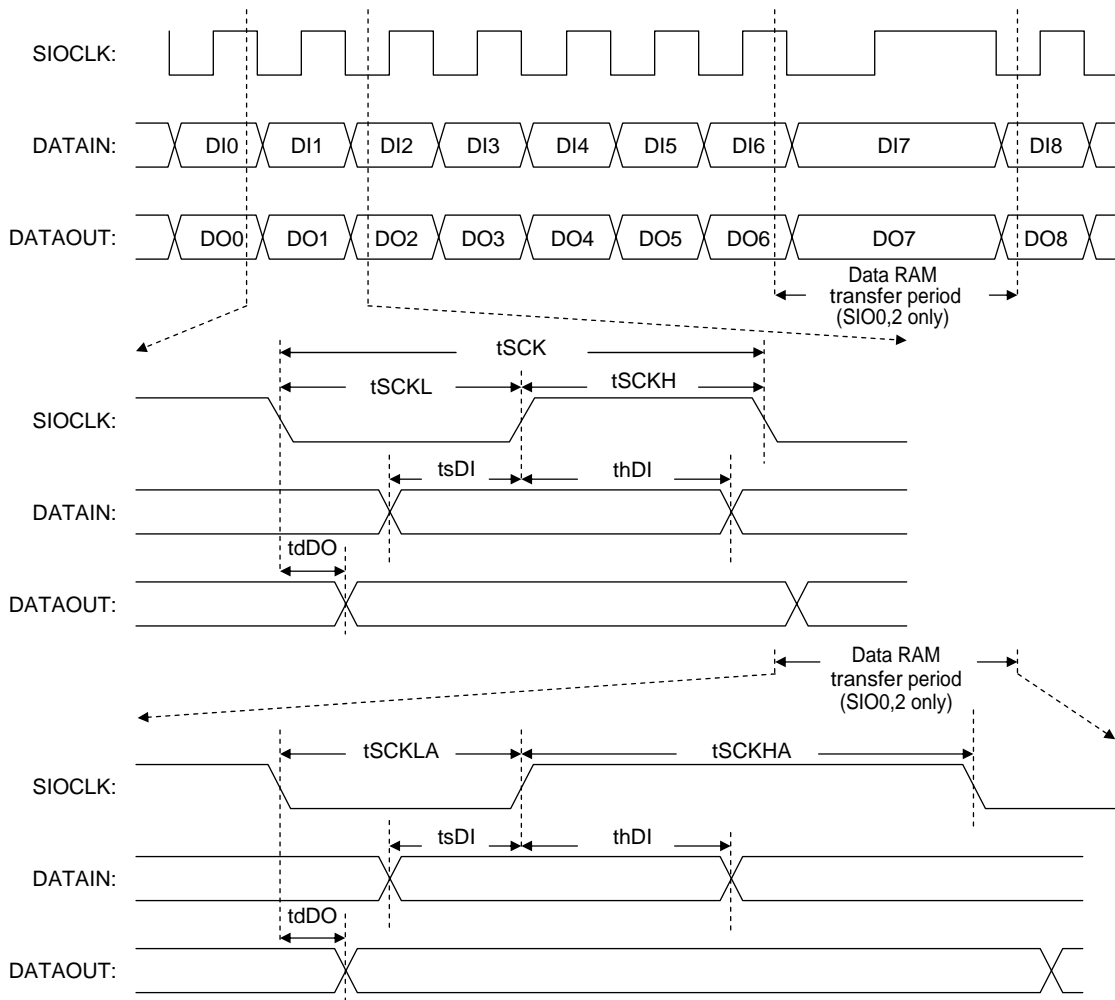 SIOCLK:
DATAIN: DI0 DI1 DI2 DI3 DI4 DI5 DI6 DI7 DI8
DATAOUT: DO0 DO1 DO2 DO3 DO4 DO5 DO6 DO7 DO8
Data RAM
transfer period
(SIO0,2 only)
tSCK
tSCKL tSCKH
SIOCLK:
tsDI thDI
DATAIN:
tdDO
DATAOUT:
Data RAM
transfer period
(SIO0,2 only)
tSCKLA tSCKHA
SIOCLK:
tsDI thDI
DATAIN:
tdDO
DATAOUT: